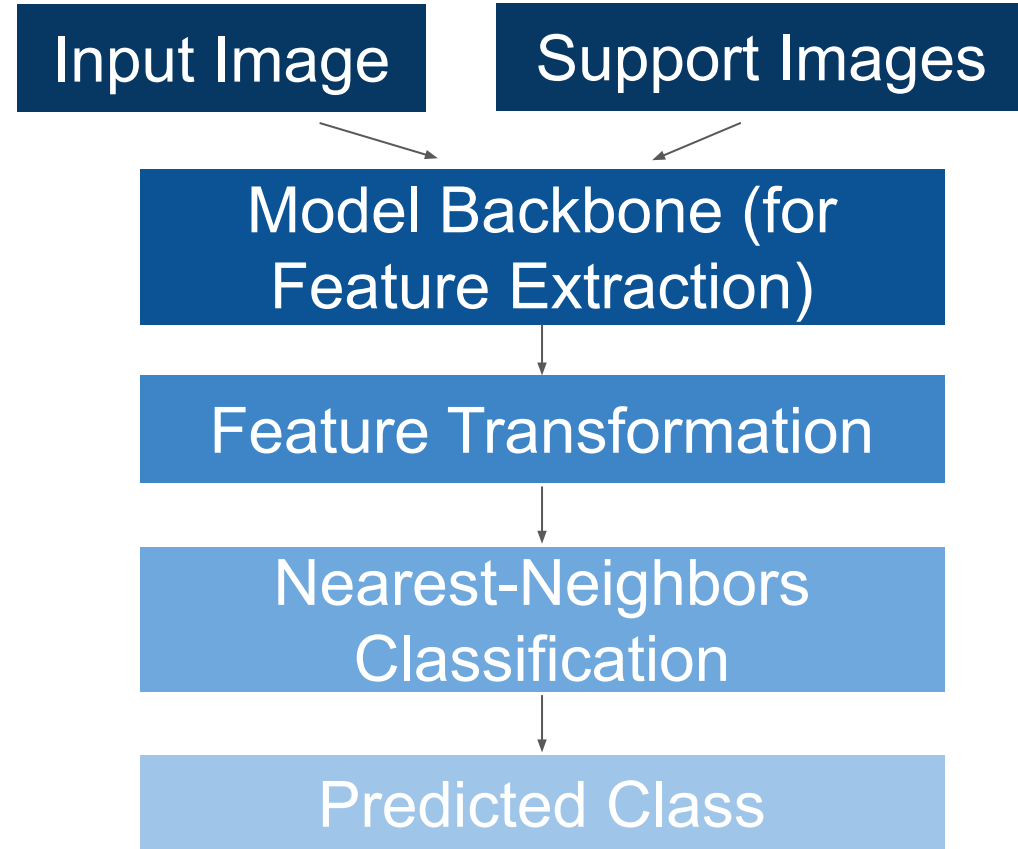 Input Image
Support Images
Model Backbone (for
Feature Extraction)
Feature Transformation
Nearest-Neighbors
Classification
Predicted Class